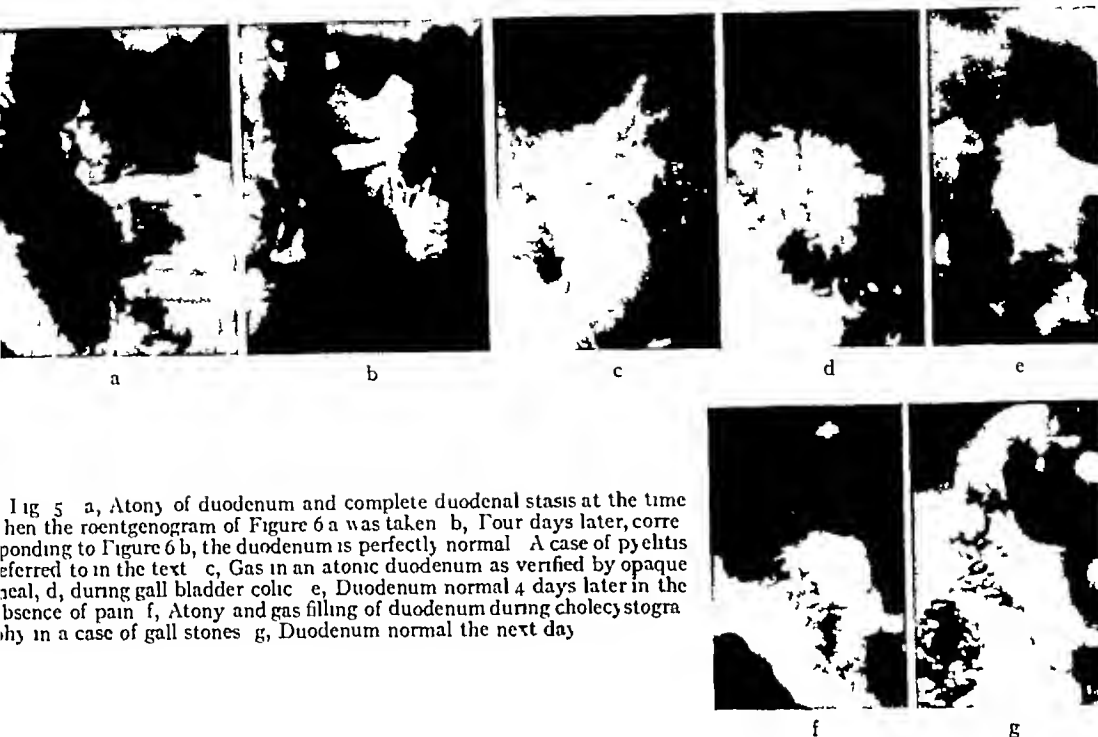 a
b
c
d
e
f
g
Fig 5 a, Atony of duodenum and complete duodenal stasis at the time
hen the roentgenogram of Figure 6 a was taken b, Four days later, corre
ponding to Figure 6 b, the duodenum is perfectly normal A case of pyelitis
eferred to in the text c, Gas in an atonic duodenum as verified by opaque
neal, d, during gall bladder colic e, Duodenum normal 4 days later in the
bsence of pain f, Atony and gas filling of duodenum during cholecystogra
hy in a case of gall stones g, Duodenum normal the next day